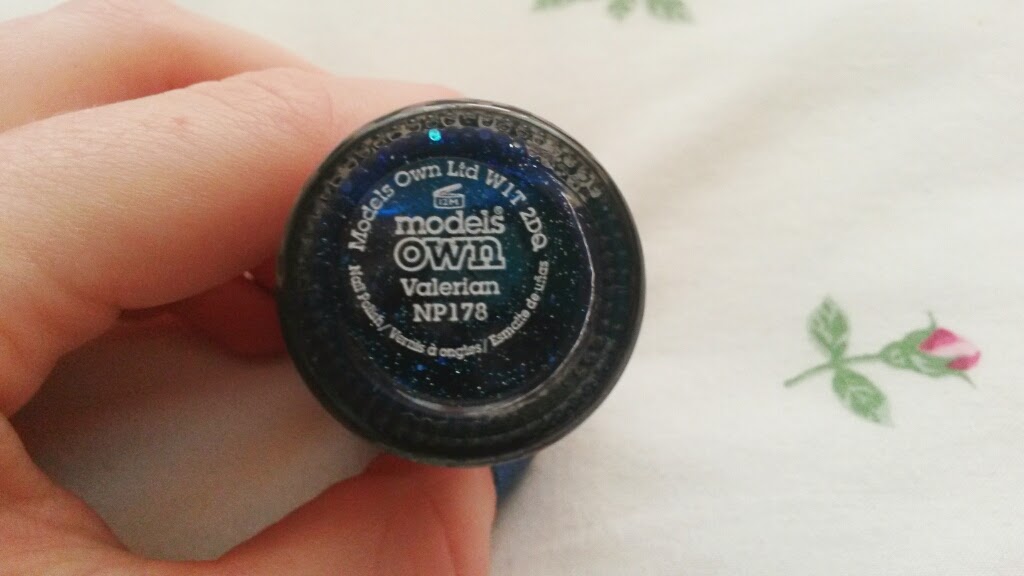 Models Own Ltd W1T 2DQ
12M
models
own
Valerian
NP178
Nail Polish / Vernis à ongles / Esmalte de uñas